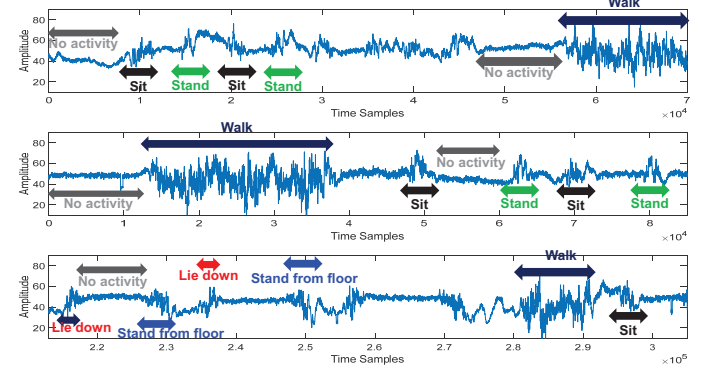 Walk
80
60
40
20
Amplitude
No activity
Sit
Stand
Sit
Stand
No activity
0
1
2
3
4
5
6
7
×10⁴
Time Samples
Walk
80
60
40
20
Amplitude
No activity
Sit
No activity
Stand
Sit
Stand
0
1
2
3
4
5
6
7
8
×10⁴
Time Samples
80
60
40
20
Amplitude
No activity
Lie down
Stand from floor
Walk
Lie down
Stand from floor
Sit
2.2
2.3
2.4
2.5
2.6
2.7
2.8
2.9
3
×10⁵
Time Samples